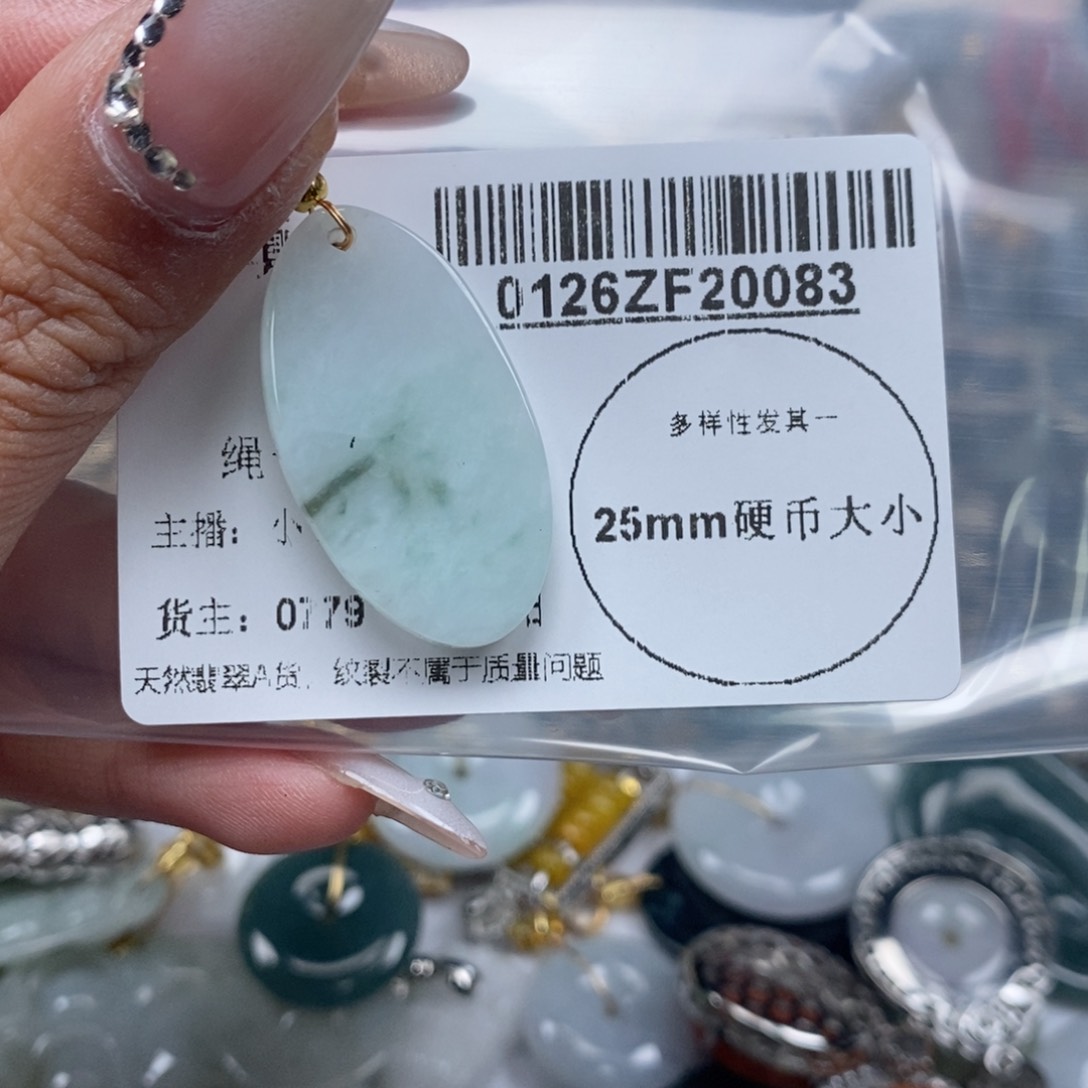 0126ZF20083
多样性发其一
25mm硬币大小
绳
主播： 小
货主： 0779
天然翡翠A货，纹裂不属于质量问题